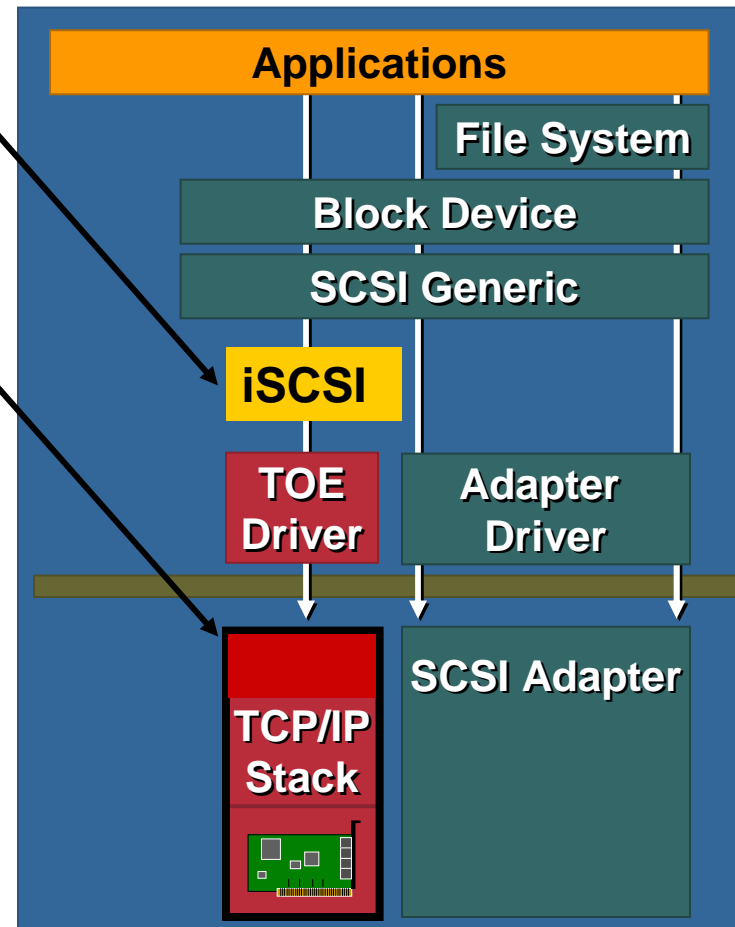 Applications
File System
Block Device
SCSI Generic
iSCSI
TOE
Driver
Adapter
Driver
TCP/IP
Stack
SCSI Adapter